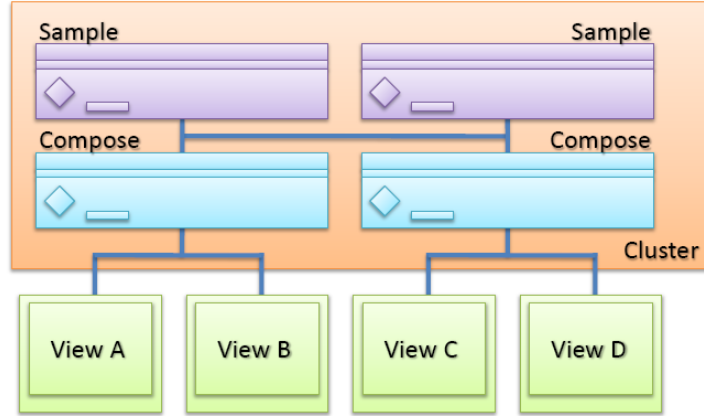 Sample
Sample
Compose
Compose
Cluster
View A
View B
View C
View D